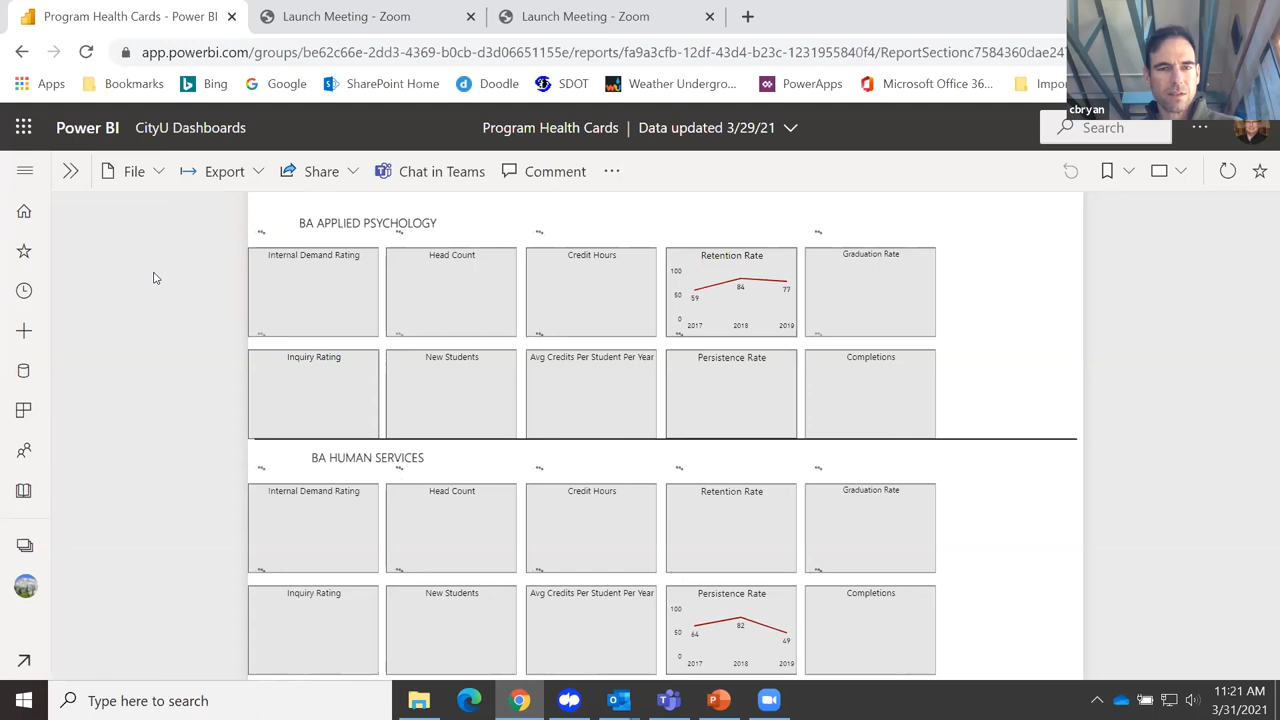 Program Health Cards - Power BI
Launch Meeting - Zoom
Launch Meeting - Zoom
app.powerbi.com/groups/be62c66e-2dd3-4369-b0cb-d3d06651155e/reports/fa9a3cfb-12df-43d4-b23c-1231955840f4/ReportSectionc7584360dae247
Apps Bookmarks Bing Google SharePoint Home Doodle SDOT Weather Undergro... PowerApps Microsoft Office 36... Impo
cbryan
Power BI CityU Dashboards Program Health Cards | Data updated 3/29/21 Search
File Export Share Chat in Teams Comment
BA APPLIED PSYCHOLOGY
Internal Demand Rating Head Count Credit Hours Retention Rate Graduation Rate
100
50
0
59 84 77
2017 2018 2019
Inquiry Rating New Students Avg Credits Per Student Per Year Persistence Rate Completions
BA HUMAN SERVICES
Internal Demand Rating Head Count Credit Hours Retention Rate Graduation Rate
Inquiry Rating New Students Avg Credits Per Student Per Year Persistence Rate Completions
100
50
0
64 82 49
2017 2018 2019
Type here to search
11:21 AM
3/31/2021